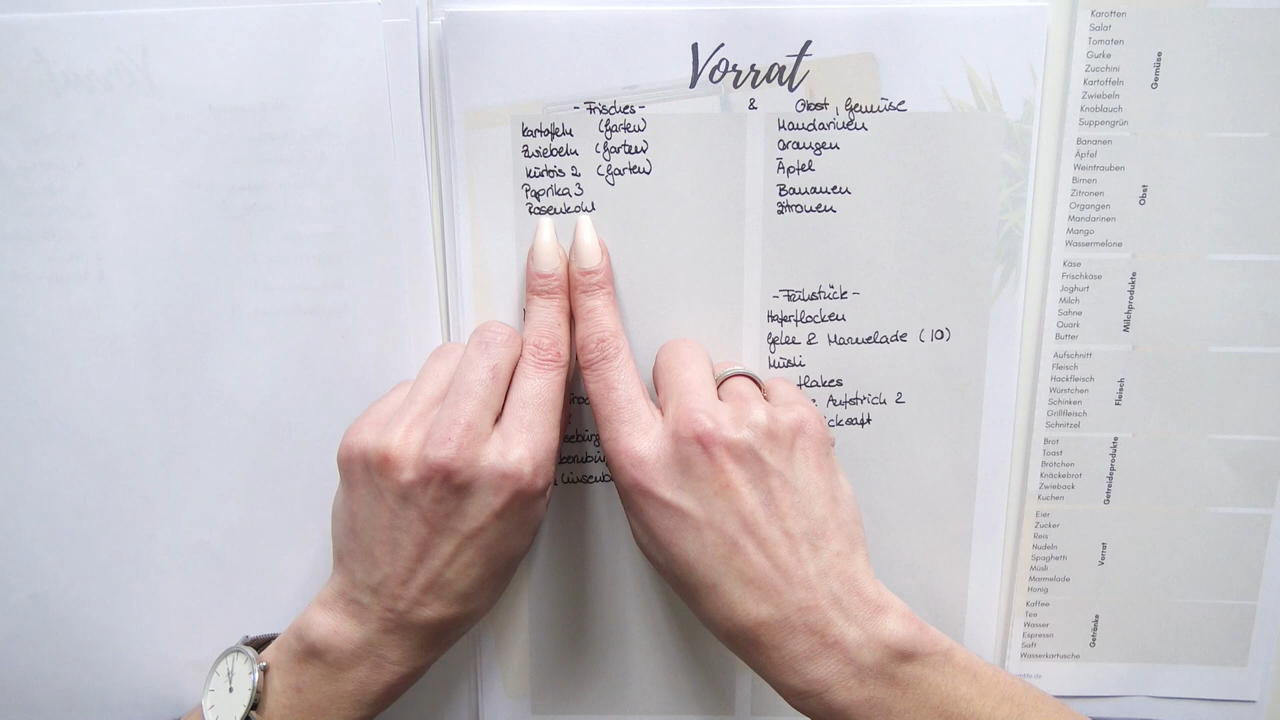 Vorrat
- Frisches -
Kartoffeln (Garten)
Zwiebeln (Garten)
Kürbis 2 (Garten)
Paprika 3
Rosenkohl
& Obst, Gemüse
Mandarinen
Orangen
Äpfel
Bananen
Zitronen
- Frühstück -
Haferflocken
Gelee & Marmelade (10)
Müsli
flakes
Aufstrich 2
cksaft
Karotten
Salat
Tomaten
Gurke
Zucchini
Kartoffeln
Zwiebeln
Knoblauch
Suppengrün
Gemüse
Bananen
Äpfel
Weintrauben
Birnen
Zitronen
Organgen
Mandarinen
Mango
Wassermelone
Obst
Käse
Frischkäse
Joghurt
Milch
Sahne
Quark
Butter
Milchprodukte
Aufschnitt
Fleisch
Hackfleisch
Würstchen
Schinken
Grillfleisch
Schnitzel
Fleisch
Brot
Toast
Brötchen
Knäckebrot
Zwieback
Kuchen
Getreideprodukte
Eier
Zucker
Reis
Nudeln
Spaghetti
Müsli
Marmelade
Honig
Vorrat
Kaffee
Tee
Wasser
Espresso
Saft
Wasserkartusche
Getränke